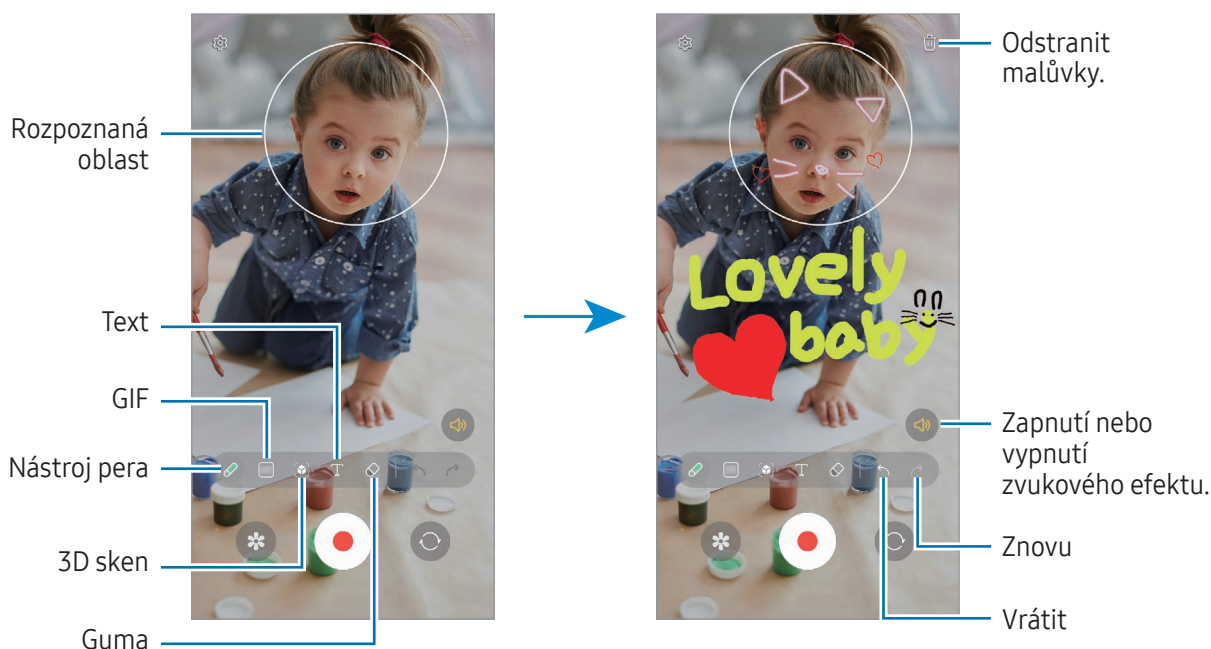 Rozpoznaná
oblast
Text
GIF
Nástroj pera
3D sken
Guma
T
Lovely
baby
T
Odstranit
malůvky.
Zapnutí nebo
vypnutí
zvukového efektu.
Znovu
Vrátit